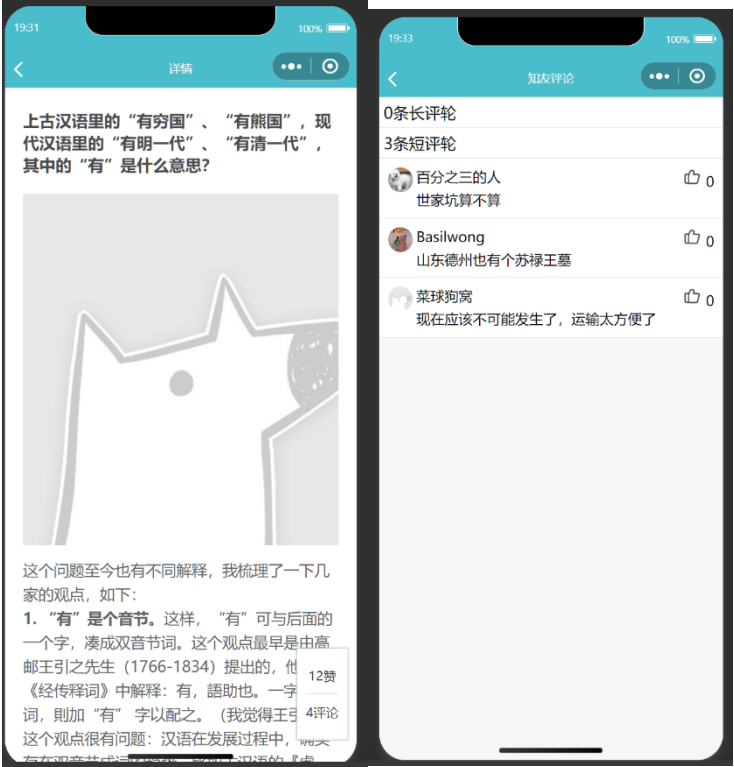 19:31
100%
详情
上古汉语里的“有穷国”、“有熊国”，现
代汉语里的“有明一代”、“有清一代”，
其中的“有”是什么意思？
这个问题至今也有不同解释，我梳理了一下几
家的观点，如下：
1．“有”是个音节。这样，“有”可与后面的
一个字，凑成双音节词。这个观点最早是由高
邮王引之先生（1766-1834）提出的，他
《经传释词》中解释：有，語助也。一字
词，則加“有” 字以配之。（我觉得王引
这个观点很有问题：汉语在发展过程中，确实
12赞
4评论
19:33
100%
知友评论
0条长评轮
3条短评轮
百分之三的人
0
世家坑算不算
Basilwong
0
山东德州也有个苏禄王墓
菜球狗窝
0
现在应该不可能发生了，运输太方便了